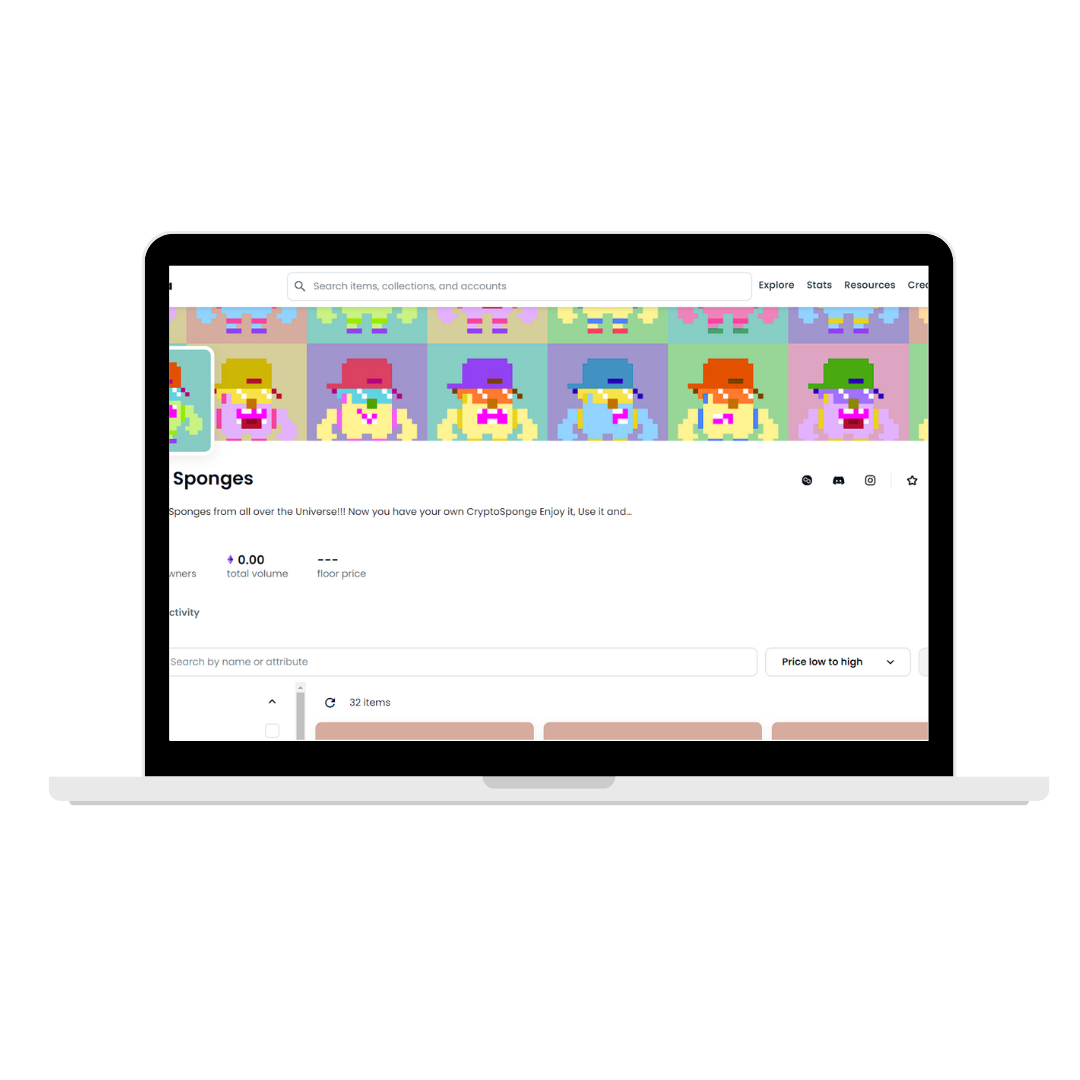 Search items, collections, and accounts
Explore Stats Resources
Sponges
Sponges from all over the Universe!!! Now you have your own CryptoSponge Enjoy it, Use it and...
0.00 ---
wners total volume floor price
ctivity
Search by name or attribute Price low to high
32 items